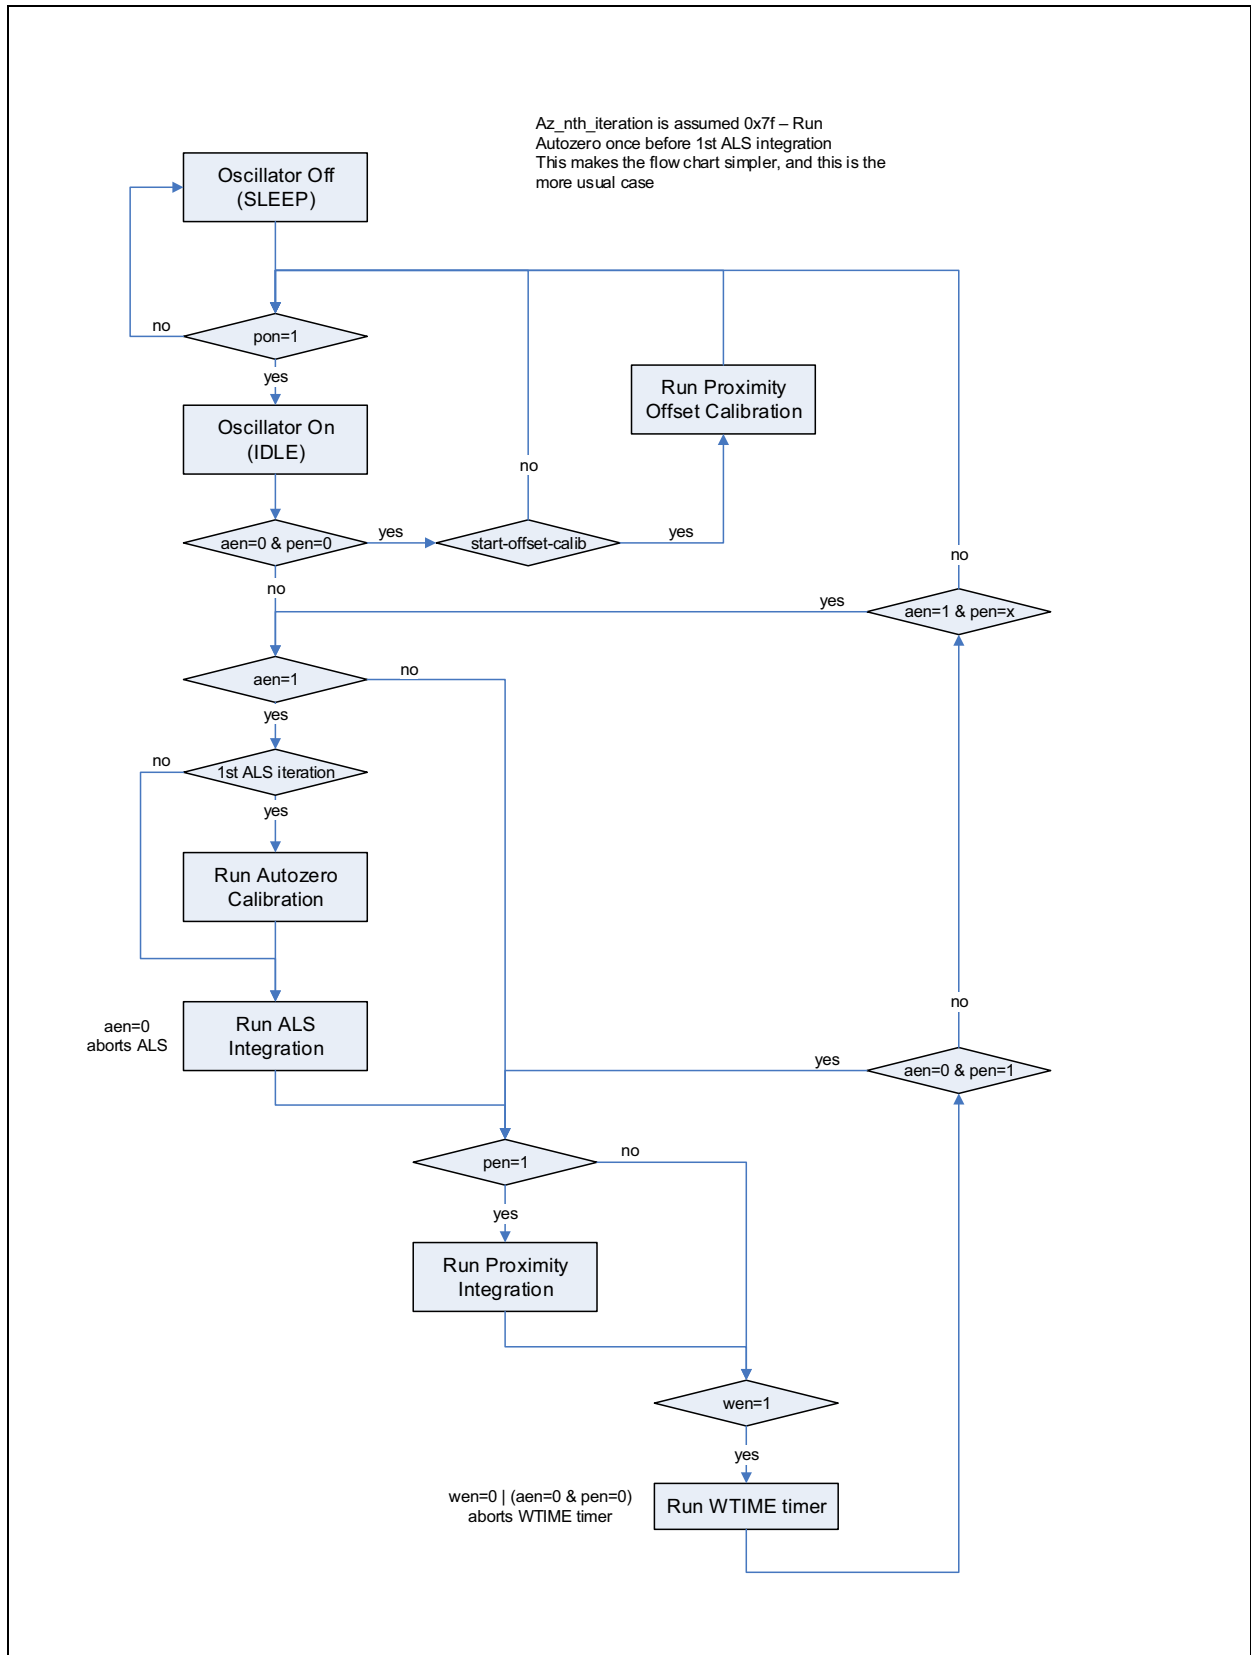 Az_nth_iteration is assumed 0x7f – Run
Autozero once before 1st ALS integration
This makes the flow chart simpler, and this is the
more usual case
Oscillator Off
(SLEEP)
no
pon=1
yes
Oscillator On
(IDLE)
Run Proximity
Offset Calibration
no
aen=0 & pen=0
yes
start-offset-calib
yes
no
no
yes
aen=1 & pen=x
aen=1
no
yes
no
1st ALS iteration
yes
Run Autozero
Calibration
aen=0
aborts ALS
Run ALS
Integration
no
yes
aen=0 & pen=1
pen=1
no
yes
Run Proximity
Integration
wen=1
yes
wen=0 | (aen=0 & pen=0)
aborts WTIME timer
Run WTIME timer